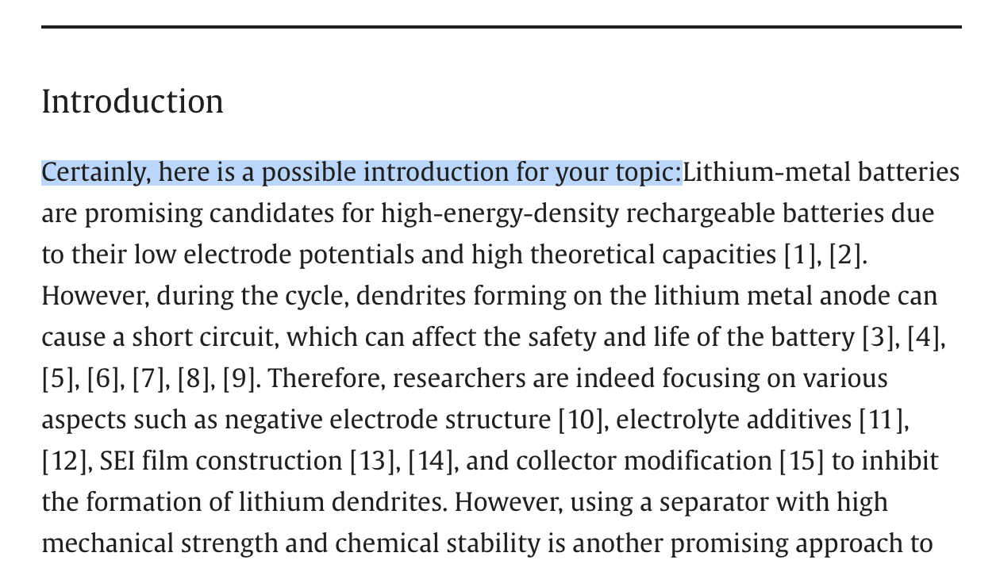 Introduction
Certainly, here is a possible introduction for your topic:Lithium-metal batteries
are promising candidates for high-energy-density rechargeable batteries due
to their low electrode potentials and high theoretical capacities [1], [2].
However, during the cycle, dendrites forming on the lithium metal anode can
cause a short circuit, which can affect the safety and life of the battery [3], [4],
[5], [6], [7], [8], [9]. Therefore, researchers are indeed focusing on various
aspects such as negative electrode structure [10], electrolyte additives [11],
[12], SEI film construction [13], [14], and collector modification [15] to inhibit
the formation of lithium dendrites. However, using a separator with high
mechanical strength and chemical stability is another promising approach to